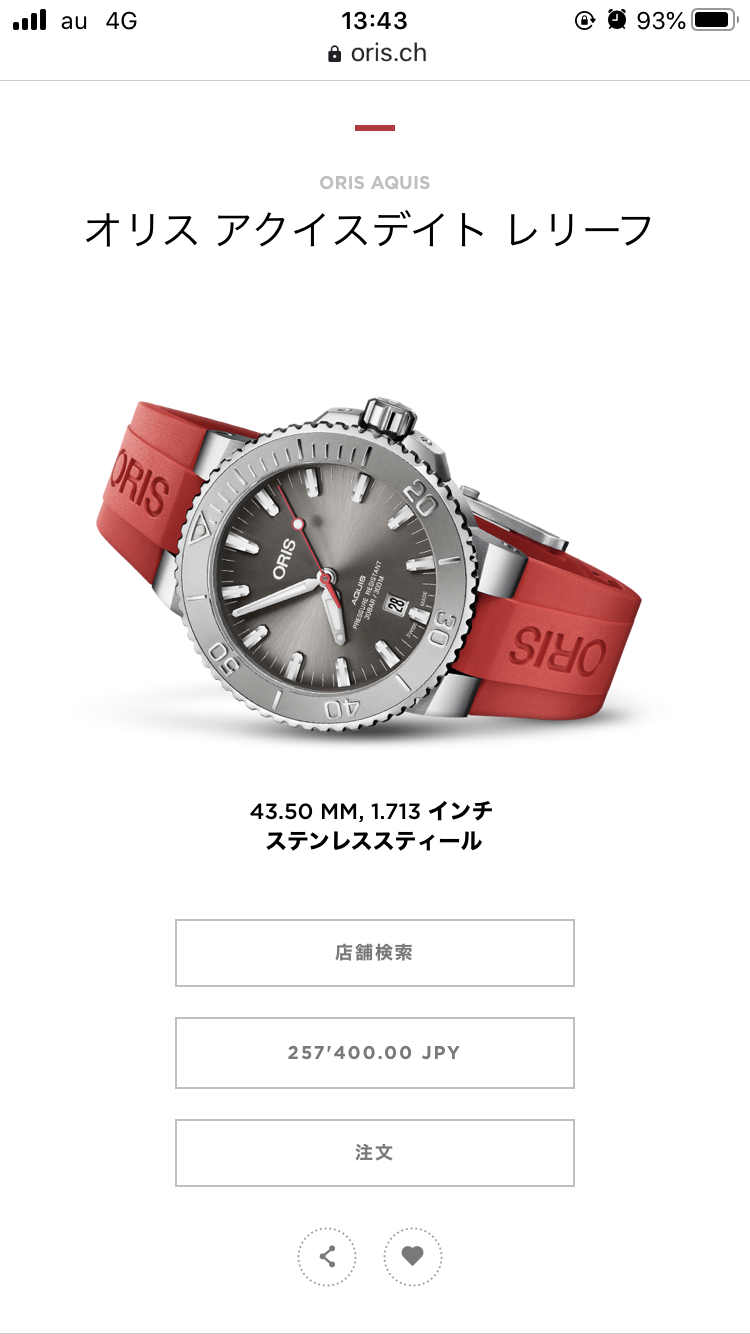 au 4G 13:43 93%
oris.ch
ORIS AQUIS
オリス アクイスデイト レリーフ
ORIS
20
ORIS
AQUIS
PRESSURE RESISTANT
30BAR/300M
28
SWISS MADE
30
40
50
ORIS
43.50 MM, 1.713 インチ
ステンレススティール
店舗検索
257'400.00 JPY
注文